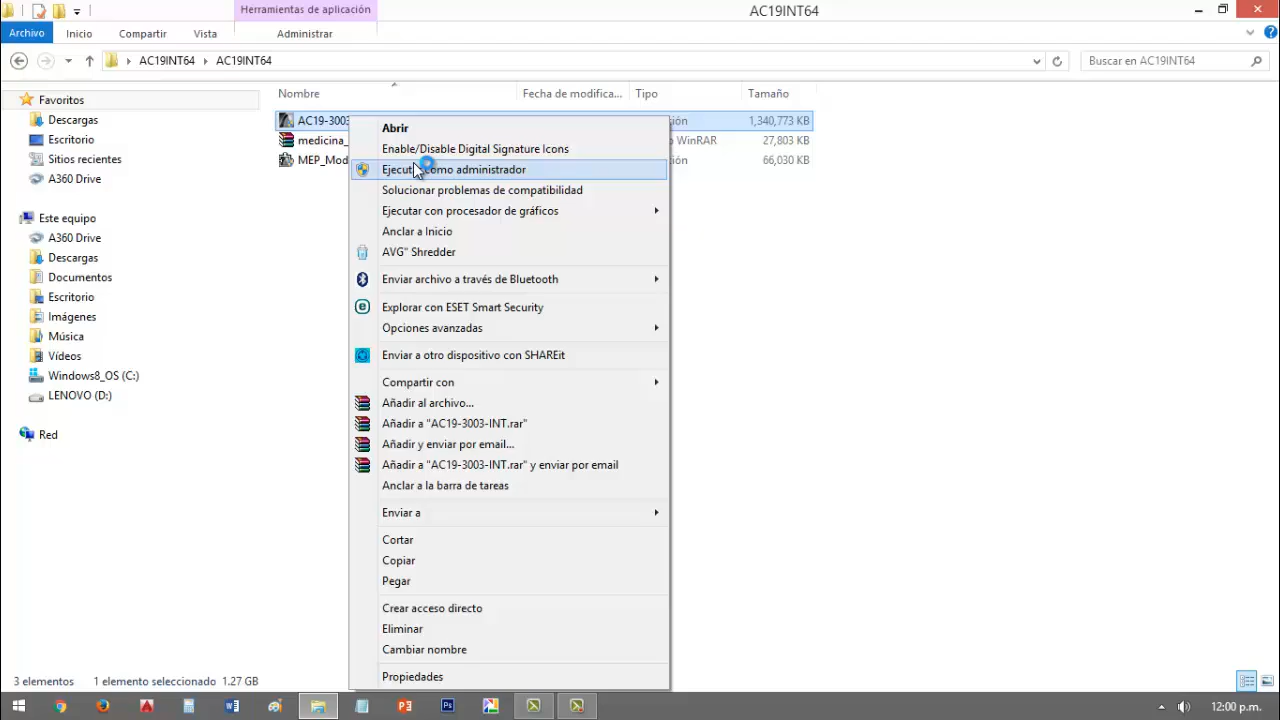 Herramientas de aplicación
AC19INT64
Archivo
Inicio
Compartir
Vista
Administrar
AC19INT64
AC19INT64
Buscar en AC19INT64
Nombre
Fecha de modifica...
Tipo
Tamaño
Favoritos
Descargas
Escritorio
Sitios recientes
A360 Drive
Este equipo
A360 Drive
Descargas
Documentos
Escritorio
Imágenes
Música
Vídeos
Windows8_OS (C:)
LENOVO (D:)
Red
AC19-3003
1,340,773 KB
medicina_
WinRAR
27,803 KB
MEP_Mod
66,030 KB
Abrir
Enable/Disable Digital Signature Icons
Ejecutar como administrador
Solucionar problemas de compatibilidad
Ejecutar con procesador de gráficos
Anclar a Inicio
AVG" Shredder
Enviar archivo a través de Bluetooth
Explorar con ESET Smart Security
Opciones avanzadas
Enviar a otro dispositivo con SHAREit
Compartir con
Añadir al archivo...
Añadir a "AC19-3003-INT.rar"
Añadir y enviar por email...
Añadir a "AC19-3003-INT.rar" y enviar por email
Anclar a la barra de tareas
Enviar a
Cortar
Copiar
Pegar
Crear acceso directo
Eliminar
Cambiar nombre
Propiedades
3 elementos
1 elemento seleccionado 1.27 GB
12:00 p.m.